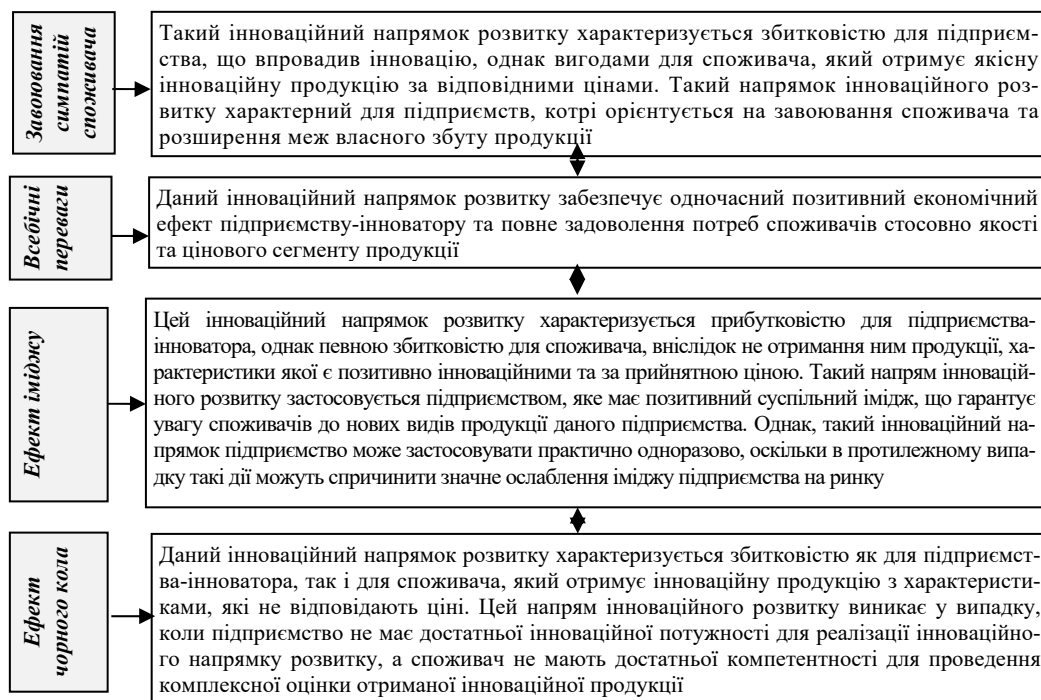 Завоювання
симпатій
споживача
Такий інноваційний напрямок розвитку характеризується збитковістю для підприєм-
ства, що впровадив інновацію, однак вигодами для споживача, який отримує якісну
інноваційну продукцію за відповідними цінами. Такий напрямок інноваційного роз-
витку характерний для підприємств, котрі орієнтується на завоювання споживача та
розширення меж власного збуту продукції
Всебічні
переваги
Даний інноваційний напрямок розвитку забезпечує одночасний позитивний економічний
ефект підприємству-інноватору та повне задоволення потреб споживачів стосовно якості
та цінового сегменту продукції
Ефект іміджу
Цей інноваційний напрямок розвитку характеризується прибутковістю для підприємства-
інноватора, однак певною збитковістю для споживача, внislідок не отримання ним продукції, ха-
рактеристики якої є позитивно інноваційними та за прийнятною ціною. Такий напрям інновацій-
ного розвитку застосовується підприємством, яке має позитивний суспільний імідж, що гарантує
увагу споживачів до нових видів продукції даного підприємства. Однак, такий інноваційний на-
прямок підприємство може застосовувати практично одноразово, оскільки в протилежному випа-
дку такі дії можуть спричинити значне ослаблення іміджу підприємства на ринку
Ефект
чорного кола
Даний інноваційний напрямок розвитку характеризується збитковістю як для підприємст-
ва-інноватора, так і для споживача, який отримує інноваційну продукцію з характеристи-
ками, які не відповідають ціні. Цей напрям інноваційного розвитку виникає у випадку,
коли підприємство не має достатньої інноваційної потужності для реалізації інноваційно-
го напрямку розвитку, а споживач не мають достатньої компетентності для проведення
комплексної оцінки отриманої інноваційної продукції